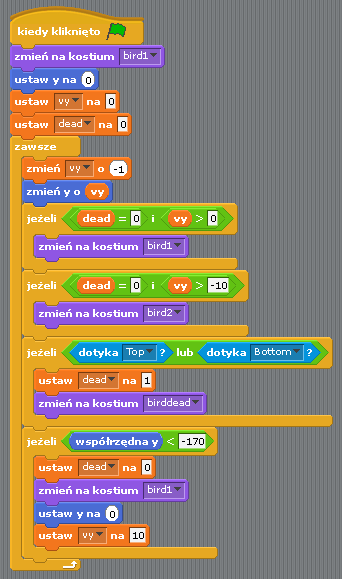 kiedy kliknięto
zmień na kostium bird1
ustaw y na 0
ustaw vy na 0
ustaw dead na 0
zawsze
zmień vy o -1
zmień y o vy
jeżeli dead = 0 i vy > 0
zmień na kostium bird1
jeżeli dead = 0 i vy > -10
zmień na kostium bird2
jeżeli dotyka Top ? lub dotyka Bottom ?
ustaw dead na 1
zmień na kostium birddead
jeżeli współrzędna y < -170
ustaw dead na 0
zmień na kostium bird1
ustaw y na 0
ustaw vy na 10